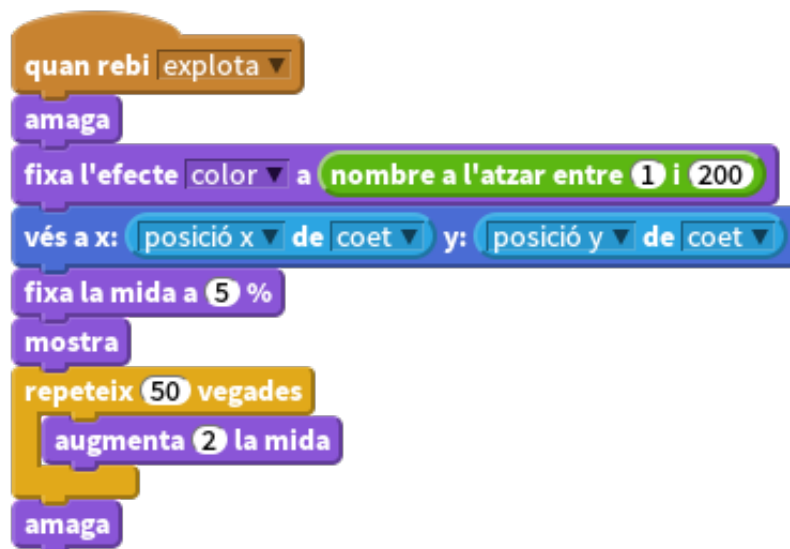 quan rebi explota
amaga
fixa l'efecte color a nombre a l'atzar entre 1 i 200
vés a x: posició x de coet y: posició y de coet
fixa la mida a 5 %
mostra
repeteix 50 vegades
augmenta 2 la mida
amaga